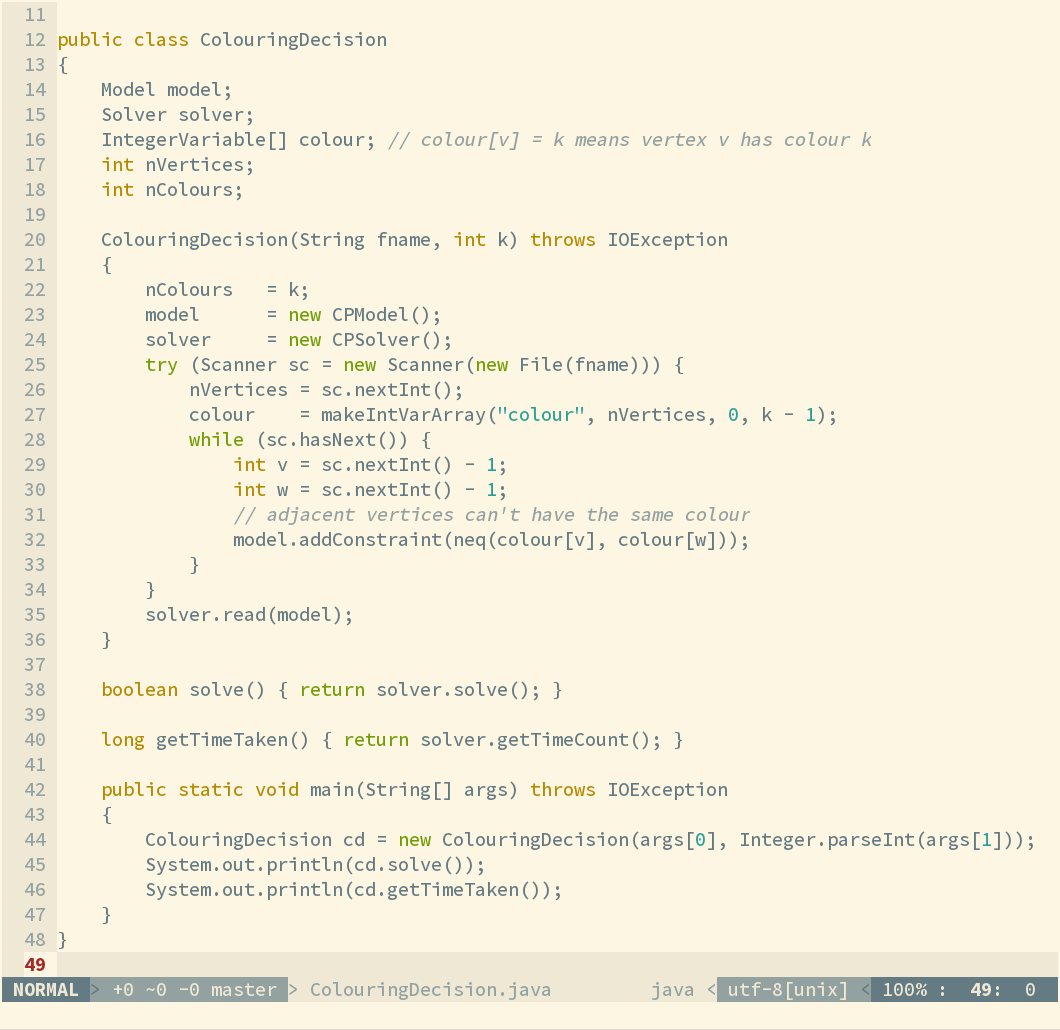 11
12 public class ColouringDecision
13 {
14     Model model;
15     Solver solver;
16     IntegerVariable[] colour; // colour[v] = k means vertex v has colour k
17     int nVertices;
18     int nColours;
19
20     ColouringDecision(String fname, int k) throws IOException
21     {
22         nColours   = k;
23         model      = new CPModel();
24         solver     = new CPSolver();
25         try (Scanner sc = new Scanner(new File(fname))) {
26             nVertices = sc.nextInt();
27             colour    = makeIntVarArray("colour", nVertices, 0, k - 1);
28             while (sc.hasNext()) {
29                 int v = sc.nextInt() - 1;
30                 int w = sc.nextInt() - 1;
31                 // adjacent vertices can't have the same colour
32                 model.addConstraint(neq(colour[v], colour[w]));
33             }
34         }
35         solver.read(model);
36     }
37
38     boolean solve() { return solver.solve(); }
39
40     long getTimeTaken() { return solver.getTimeCount(); }
41
42     public static void main(String[] args) throws IOException
43     {
44         ColouringDecision cd = new ColouringDecision(args[0], Integer.parseInt(args[1]));
45         System.out.println(cd.solve());
46         System.out.println(cd.getTimeTaken());
47     }
48 }
49
NORMAL > +0 ~0 -0 master > ColouringDecision.java java < utf-8[unix] < 100% : 49: 0